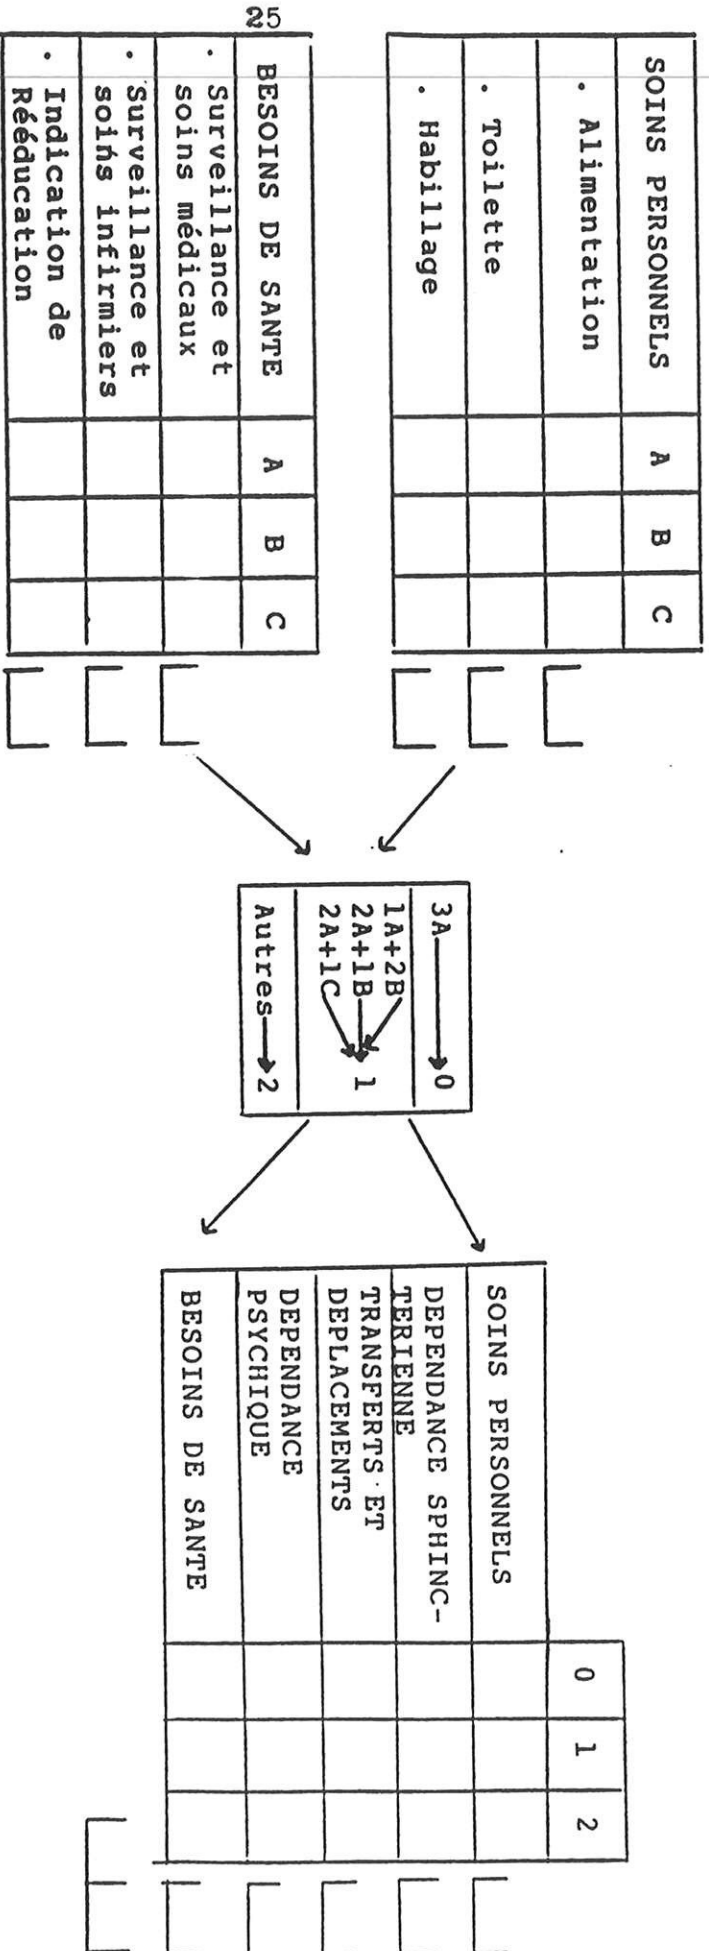 25
SOINS PERSONNELS A B C
. Alimentation
. Toilette
. Habillage
BESOINS DE SANTE A B C
. Surveillance et
soins médicaux
. Surveillance et
soins infirmiers
. Indication de
Rééducation
3A→0
1A+2B
2A+1B→1
2A+1C
Autres→2
0 1 2
SOINS PERSONNELS
DEPENDANCE SPHINC-
TERIENNE
TRANSFERTS ET
DEPLACEMENTS
DEPENDANCE
PSYCHIQUE
BESOINS DE SANTE